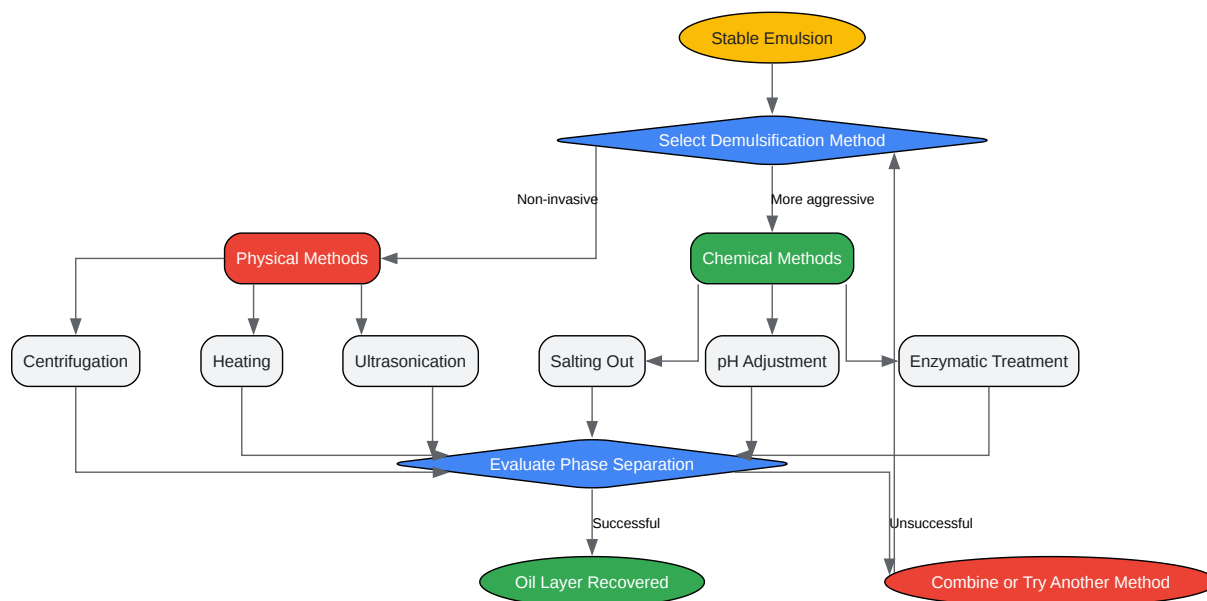 Stable Emulsion
Select Demulsification Method
Non-invasive
More aggressive
Physical Methods
Chemical Methods
Centrifugation
Heating
Ultrasonication
Salting Out
pH Adjustment
Enzymatic Treatment
Evaluate Phase Separation
Successful
Unsuccessful
Oil Layer Recovered
Combine or Try Another Method